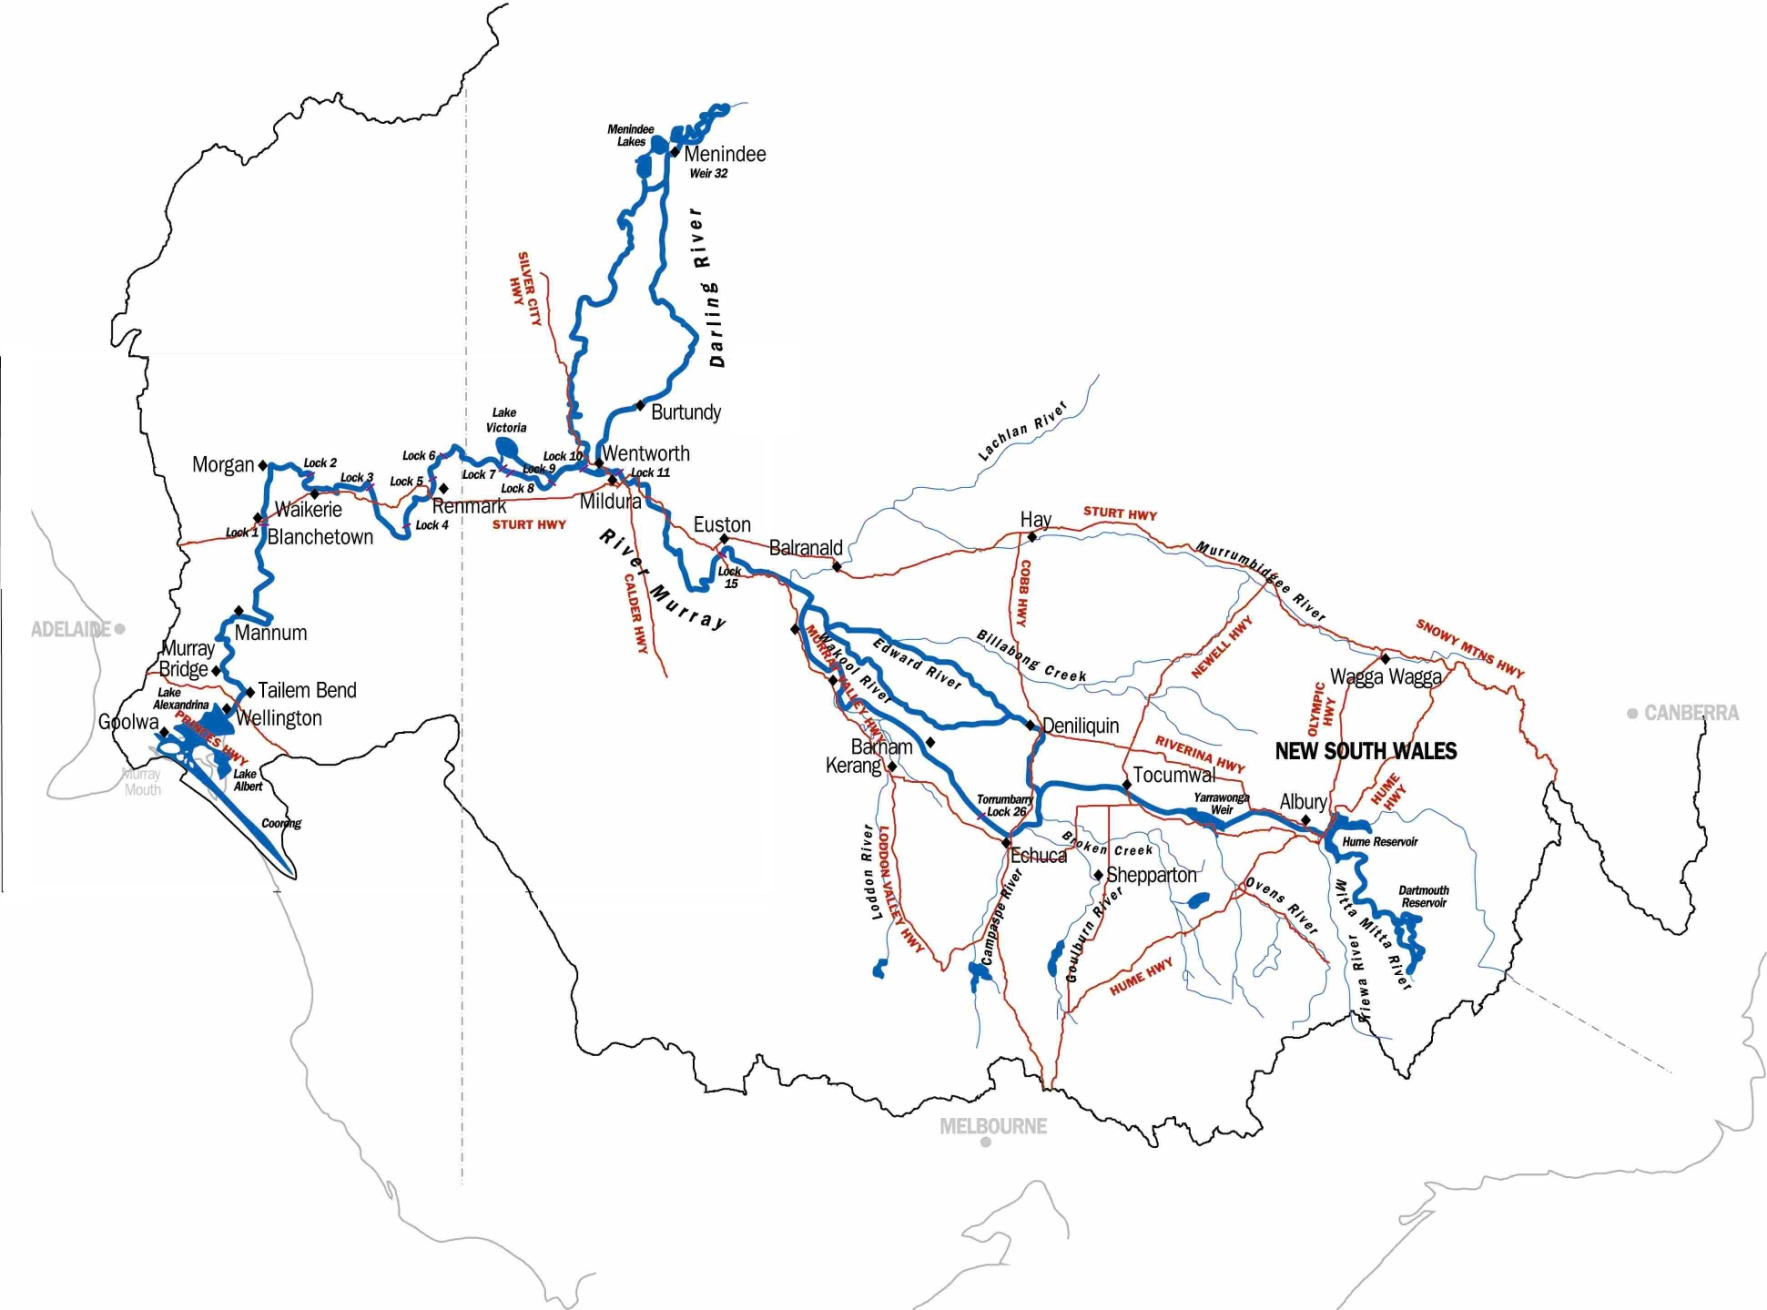 Menindee
Lakes
Menindee
Weir 32
Darling River
SILVER CITY
HWY
Burtundy
Lake
Victoria
Lachlan River
Morgan
Lock 2
Lock 3
Lock 6
Lock 5
Lock 7
Lock 9
Lock 8
Lock 10
Wentworth
Lock 11
Mildura
Waikerie
Renmark
Lock 1
Blanchetown
Lock 4
STURT HWY
River Murray
CALDER HWY
Euston
Lock
15
Balranald
Hay
STURT HWY
COBB HWY
Murrumbidgee River
ADELAIDE
Mannum
Murray
Bridge
Tailem Bend
Lake
Alexandrina
Wellington
Goolwa
PRINCES HWY
Murray
Mouth
Lake
Albert
Coorong
MURRAY VALLEY HWY
Wakool River
Edward River
Billabong Creek
NEWELL HWY
SNOWY MTNS HWY
Wagga Wagga
OLYMPIC
HWY
CANBERRA
Deniliquin
Barham
Kerang
RIVERINA HWY
NEW SOUTH WALES
Tocumwal
HUME
HWY
Yarrawonga
Weir
Albury
Torrumbarry
Lock 26
Hume Reservoir
Echuca
Broken Creek
Shepparton
Loddon River
LODDON VALLEY HWY
Campaspe River
Goulburn River
Ovens River
Mitta Mitta River
Dartmouth
Reservoir
Kiewa River
HUME HWY
MELBOURNE